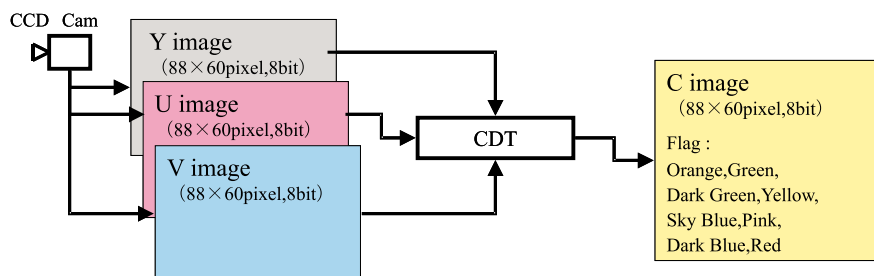 CCD Cam
Y image
(88×60pixel,8bit)
U image
(88×60pixel,8bit)
V image
(88×60pixel,8bit)
CDT
C image
(88×60pixel,8bit)
Flag :
Orange,Green,
Dark Green,Yellow,
Sky Blue,Pink,
Dark Blue,Red